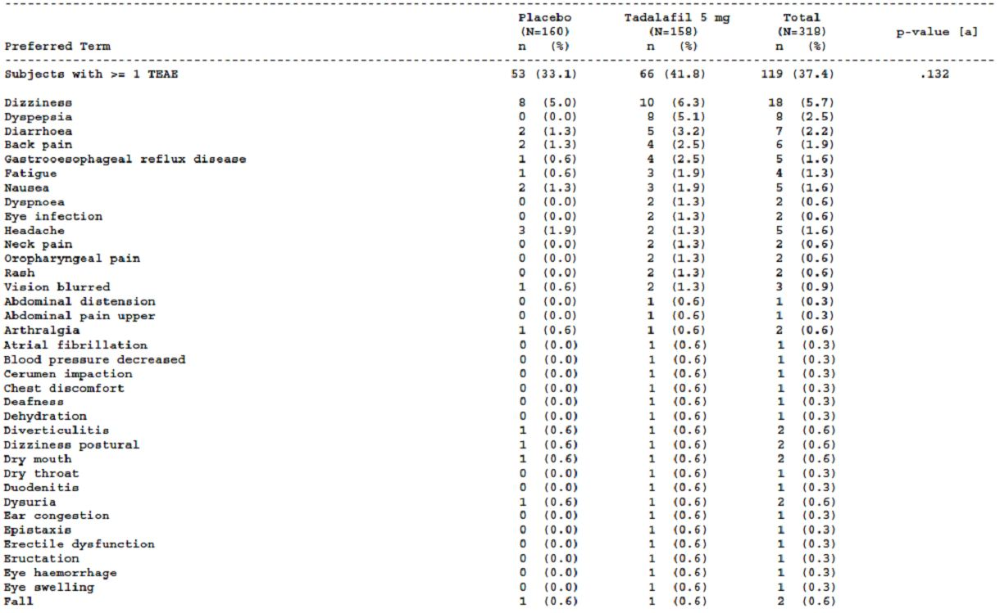 Placebo Tadalafil 5 mg Total
(N=160) (N=158) (N=318) p-value [a]
Preferred Term n (%) n (%) n (%)
Subjects with >= 1 TEAE 53 (33.1) 66 (41.8) 119 (37.4) .132
Dizziness 8 (5.0) 10 (6.3) 18 (5.7)
Dyspepsia 0 (0.0) 8 (5.1) 8 (2.5)
Diarrhoea 2 (1.3) 5 (3.2) 7 (2.2)
Back pain 2 (1.3) 4 (2.5) 6 (1.9)
Gastrooesophageal reflux disease 1 (0.6) 4 (2.5) 5 (1.6)
Fatigue 1 (0.6) 3 (1.9) 4 (1.3)
Nausea 2 (1.3) 3 (1.9) 5 (1.6)
Dyspnoea 0 (0.0) 2 (1.3) 2 (0.6)
Eye infection 0 (0.0) 2 (1.3) 2 (0.6)
Headache 3 (1.9) 2 (1.3) 5 (1.6)
Neck pain 0 (0.0) 2 (1.3) 2 (0.6)
Oropharyngeal pain 0 (0.0) 2 (1.3) 2 (0.6)
Rash 0 (0.0) 2 (1.3) 2 (0.6)
Vision blurred 1 (0.6) 2 (1.3) 3 (0.9)
Abdominal distension 0 (0.0) 1 (0.6) 1 (0.3)
Abdominal pain upper 0 (0.0) 1 (0.6) 1 (0.3)
Arthralgia 1 (0.6) 1 (0.6) 2 (0.6)
Atrial fibrillation 0 (0.0) 1 (0.6) 1 (0.3)
Blood pressure decreased 0 (0.0) 1 (0.6) 1 (0.3)
Cerumen impaction 0 (0.0) 1 (0.6) 1 (0.3)
Chest discomfort 0 (0.0) 1 (0.6) 1 (0.3)
Deafness 0 (0.0) 1 (0.6) 1 (0.3)
Dehydration 0 (0.0) 1 (0.6) 1 (0.3)
Diverticulitis 1 (0.6) 1 (0.6) 2 (0.6)
Dizziness postural 1 (0.6) 1 (0.6) 2 (0.6)
Dry mouth 1 (0.6) 1 (0.6) 2 (0.6)
Dry throat 0 (0.0) 1 (0.6) 1 (0.3)
Duodenitis 0 (0.0) 1 (0.6) 1 (0.3)
Dysuria 1 (0.6) 1 (0.6) 2 (0.6)
Ear congestion 0 (0.0) 1 (0.6) 1 (0.3)
Epistaxis 0 (0.0) 1 (0.6) 1 (0.3)
Erectile dysfunction 0 (0.0) 1 (0.6) 1 (0.3)
Eructation 0 (0.0) 1 (0.6) 1 (0.3)
Eye haemorrhage 0 (0.0) 1 (0.6) 1 (0.3)
Eye swelling 0 (0.0) 1 (0.6) 1 (0.3)
Fall 1 (0.6) 1 (0.6) 2 (0.6)